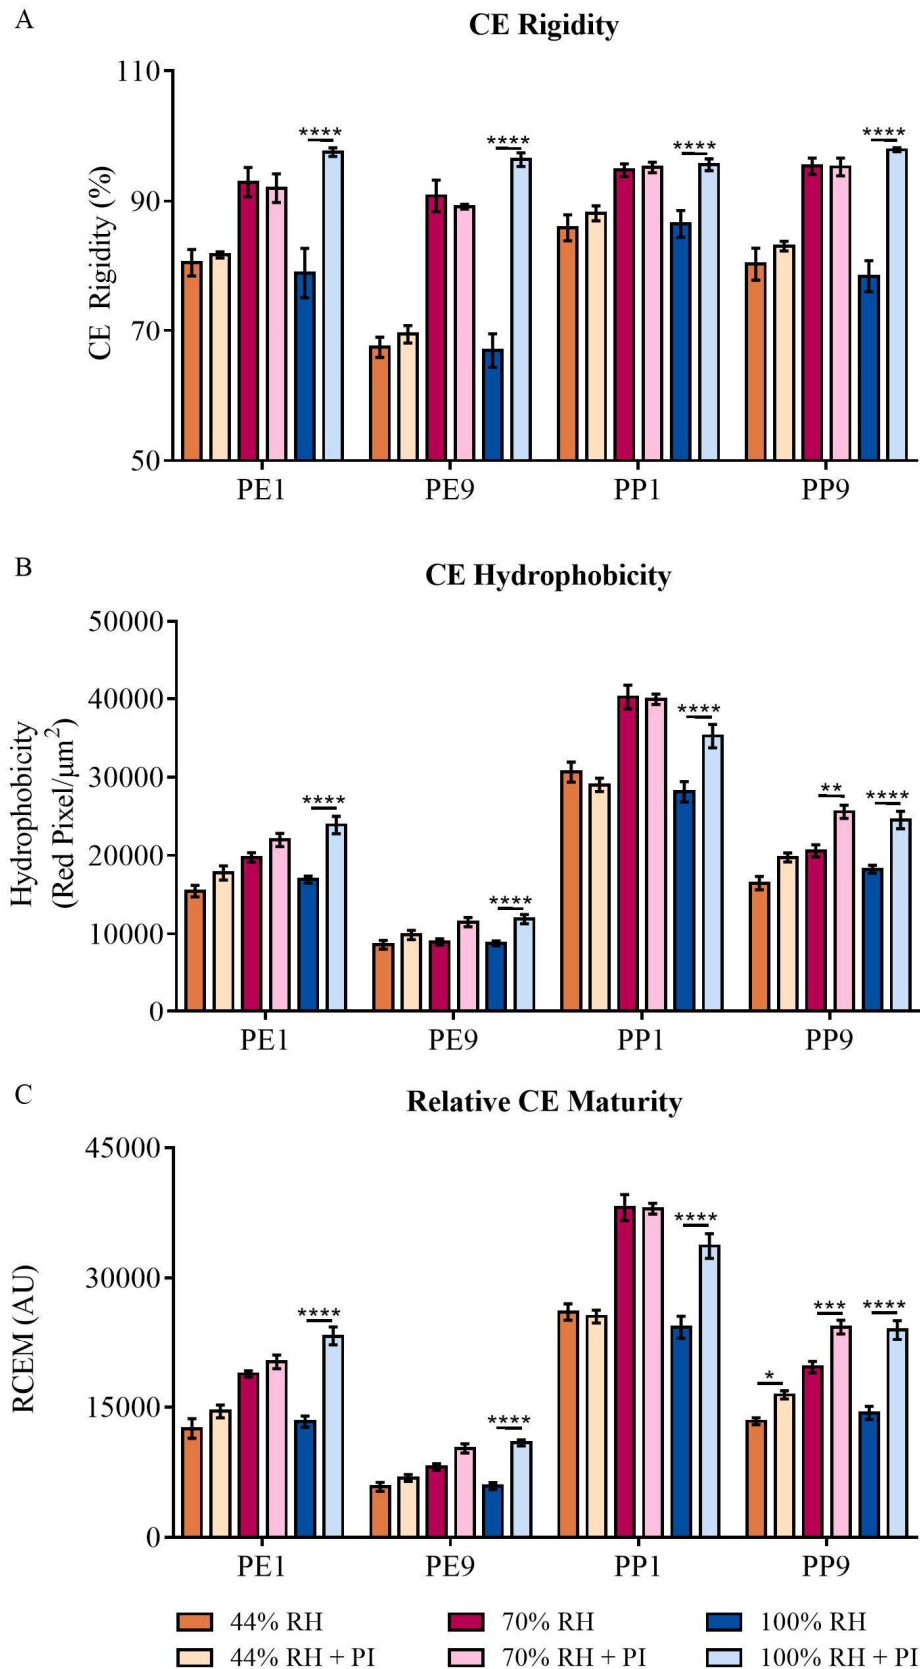 A
CE Rigidity
CE Rigidity (%)
110
90
70
50
****
****
****
****
PE1 PE9 PP1 PP9
B
CE Hydrophobicity
Hydrophobicity
(Red Pixel/μm²)
50000
40000
30000
20000
10000
0
****
****
****
**
****
PE1 PE9 PP1 PP9
C
Relative CE Maturity
RCEM (AU)
45000
30000
15000
0
****
****
****
*
***
****
PE1 PE9 PP1 PP9
44% RH 70% RH 100% RH
44% RH + PI 70% RH + PI 100% RH + PI